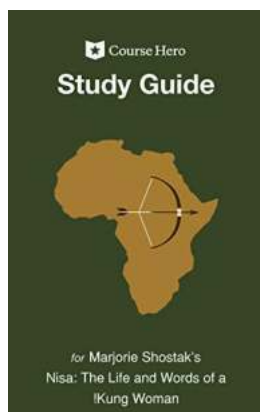 Course Hero
Study Guide
for Marjorie Shostak's
Nisa: The Life and Words of a
!Kung Woman